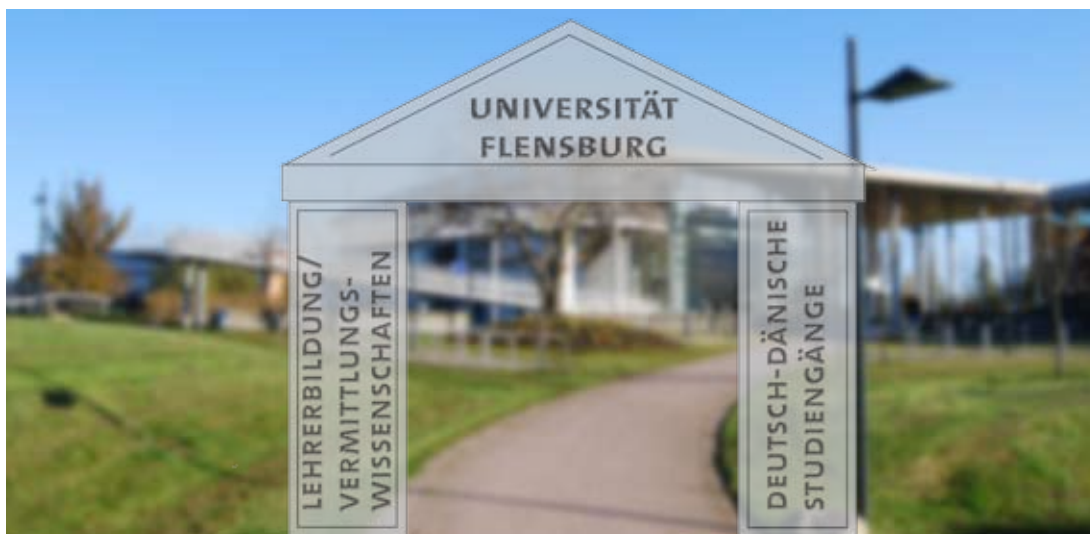 UNIVERSITÄT
FLENSBURG
LEHRERBILDUNG/
VERMITTLUNGS-
WISSENSCHAFTEN
DEUTSCH-DÄNISCHE
STUDIENGÄNGE